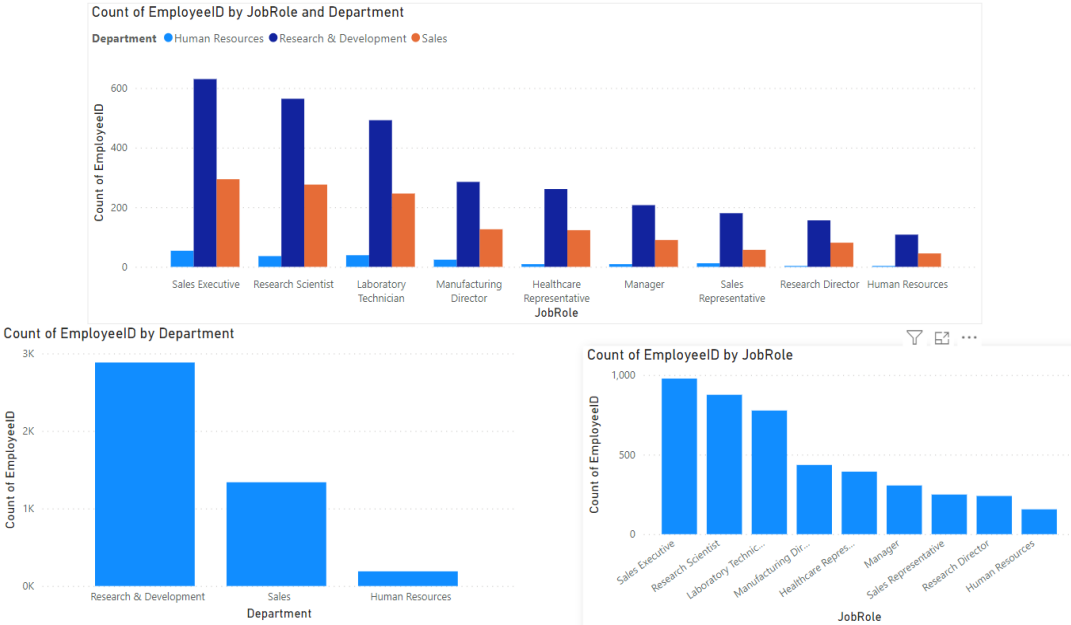 Count of EmployeeID by JobRole and Department
Department Human Resources Research & Development Sales
Count of EmployeeID
600
400
200
0
Sales Executive Research Scientist Laboratory Technician Manufacturing Director Healthcare Representative Manager Sales Representative Research Director Human Resources
JobRole
Count of EmployeeID by Department
Count of EmployeeID
3K
2K
1K
0K
Research & Development Sales Human Resources
Department
Count of EmployeeID by JobRole
Count of EmployeeID
1,000
500
0
Sales Executive Research Scientist Laboratory Technic... Manufacturing Dir... Healthcare Repres... Manager Sales Representative Research Director Human Resources
JobRole